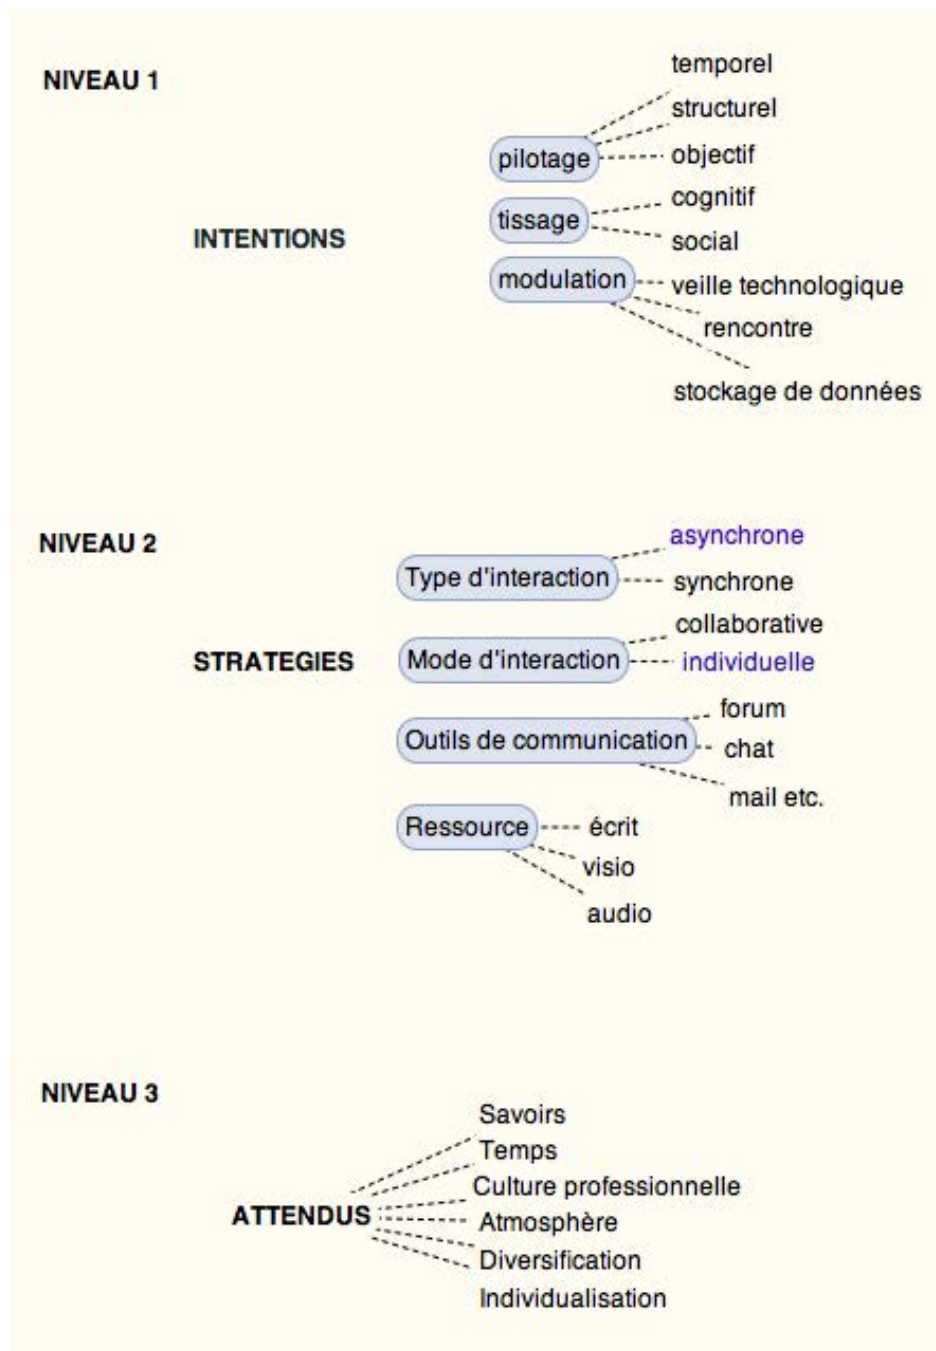 NIVEAU 1
INTENTIONS
pilotage
temporel
structurel
objectif
tissage
cognitif
social
modulation
veille technologique
rencontre
stockage de données
NIVEAU 2
STRATEGIES
Type d'interaction
asynchrone
synchrone
Mode d'interaction
collaborative
individuelle
Outils de communication
forum
chat
mail etc.
Ressource
écrit
visio
audio
NIVEAU 3
ATTENDUS
Savoirs
Temps
Culture professionnelle
Atmosphère
Diversification
Individualisation